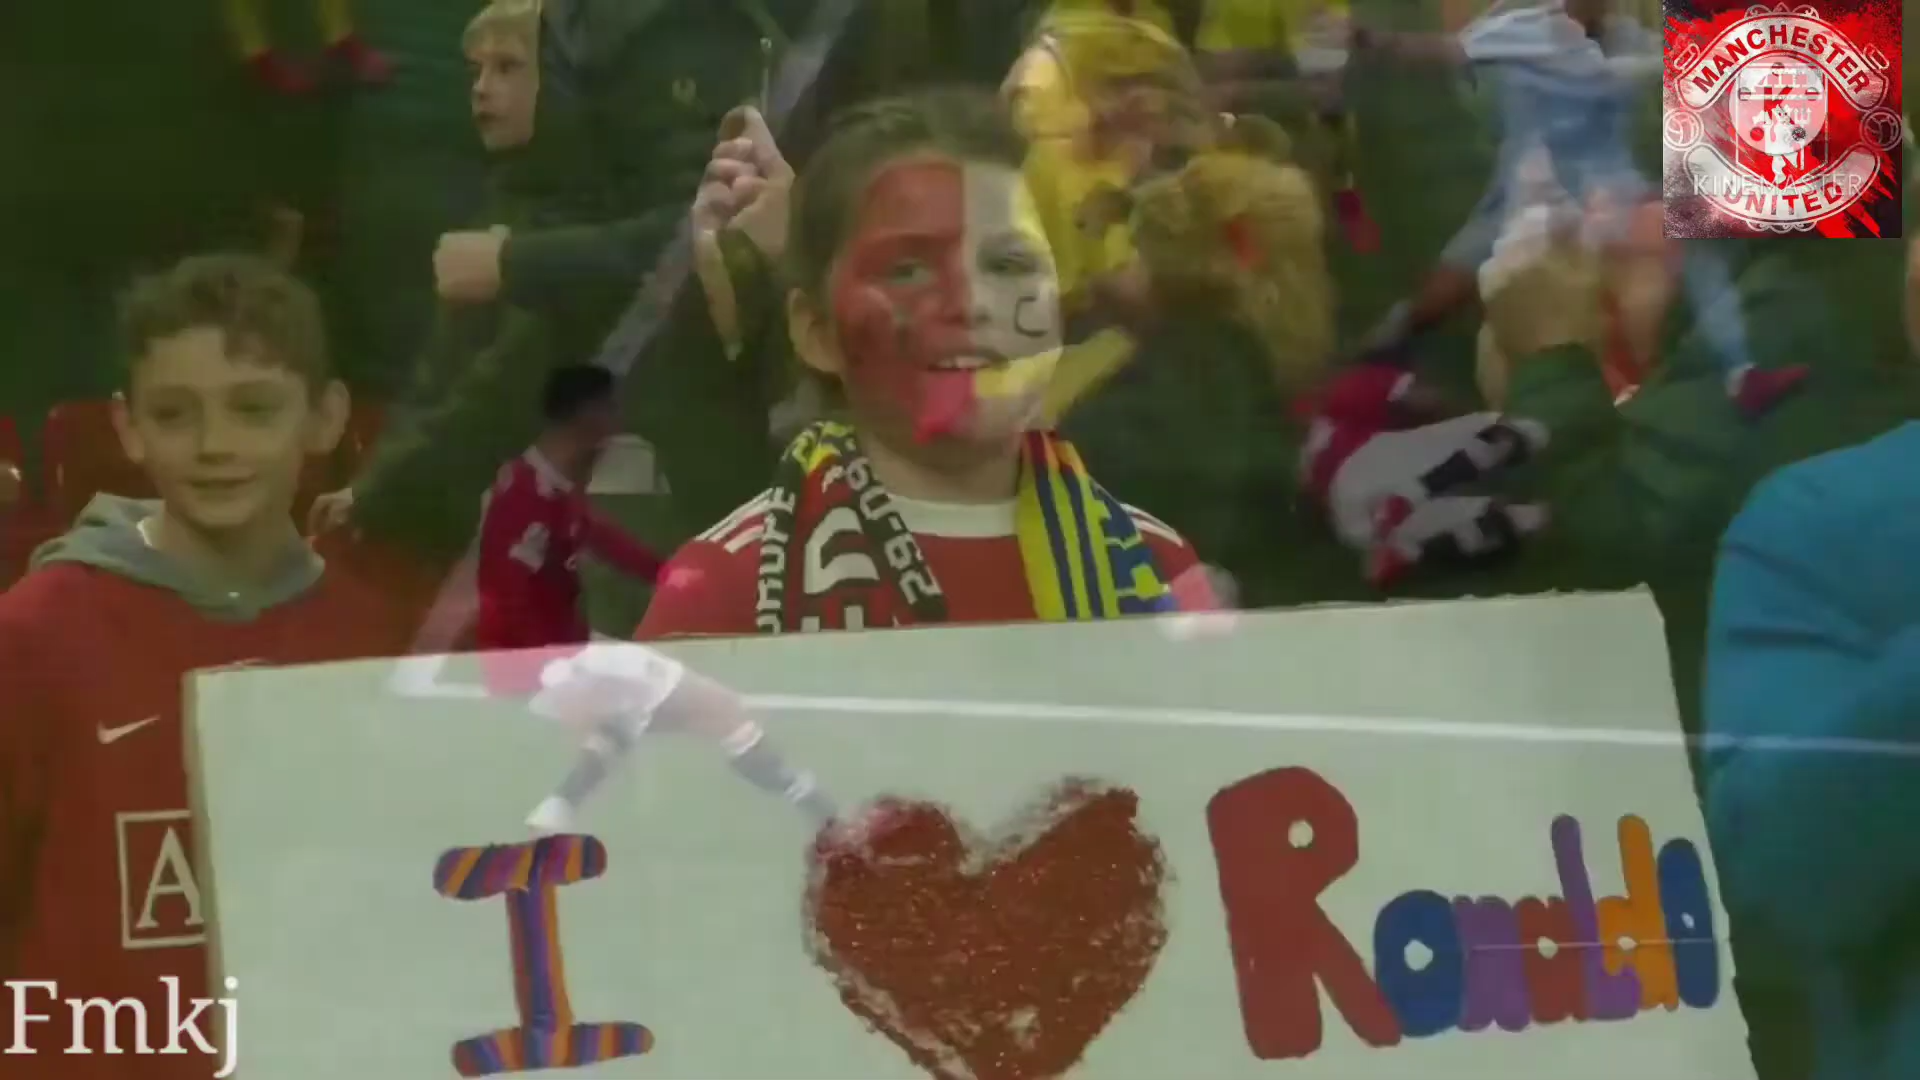 MANCHESTER
KINEMASTER
UNITED
I Ronaldo
A
Fmkj